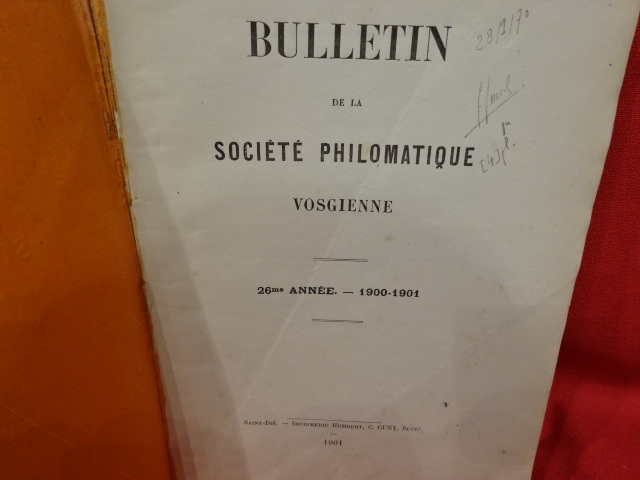 BULLETIN
DE LA
SOCIÉTÉ PHILOMATIQUE
VOSGIENNE
26me ANNÉE. — 1900-1901
SAINT-DIÉ. — IMPRIMERIE HUMBERT, C. CUNY, SUCCr
1901